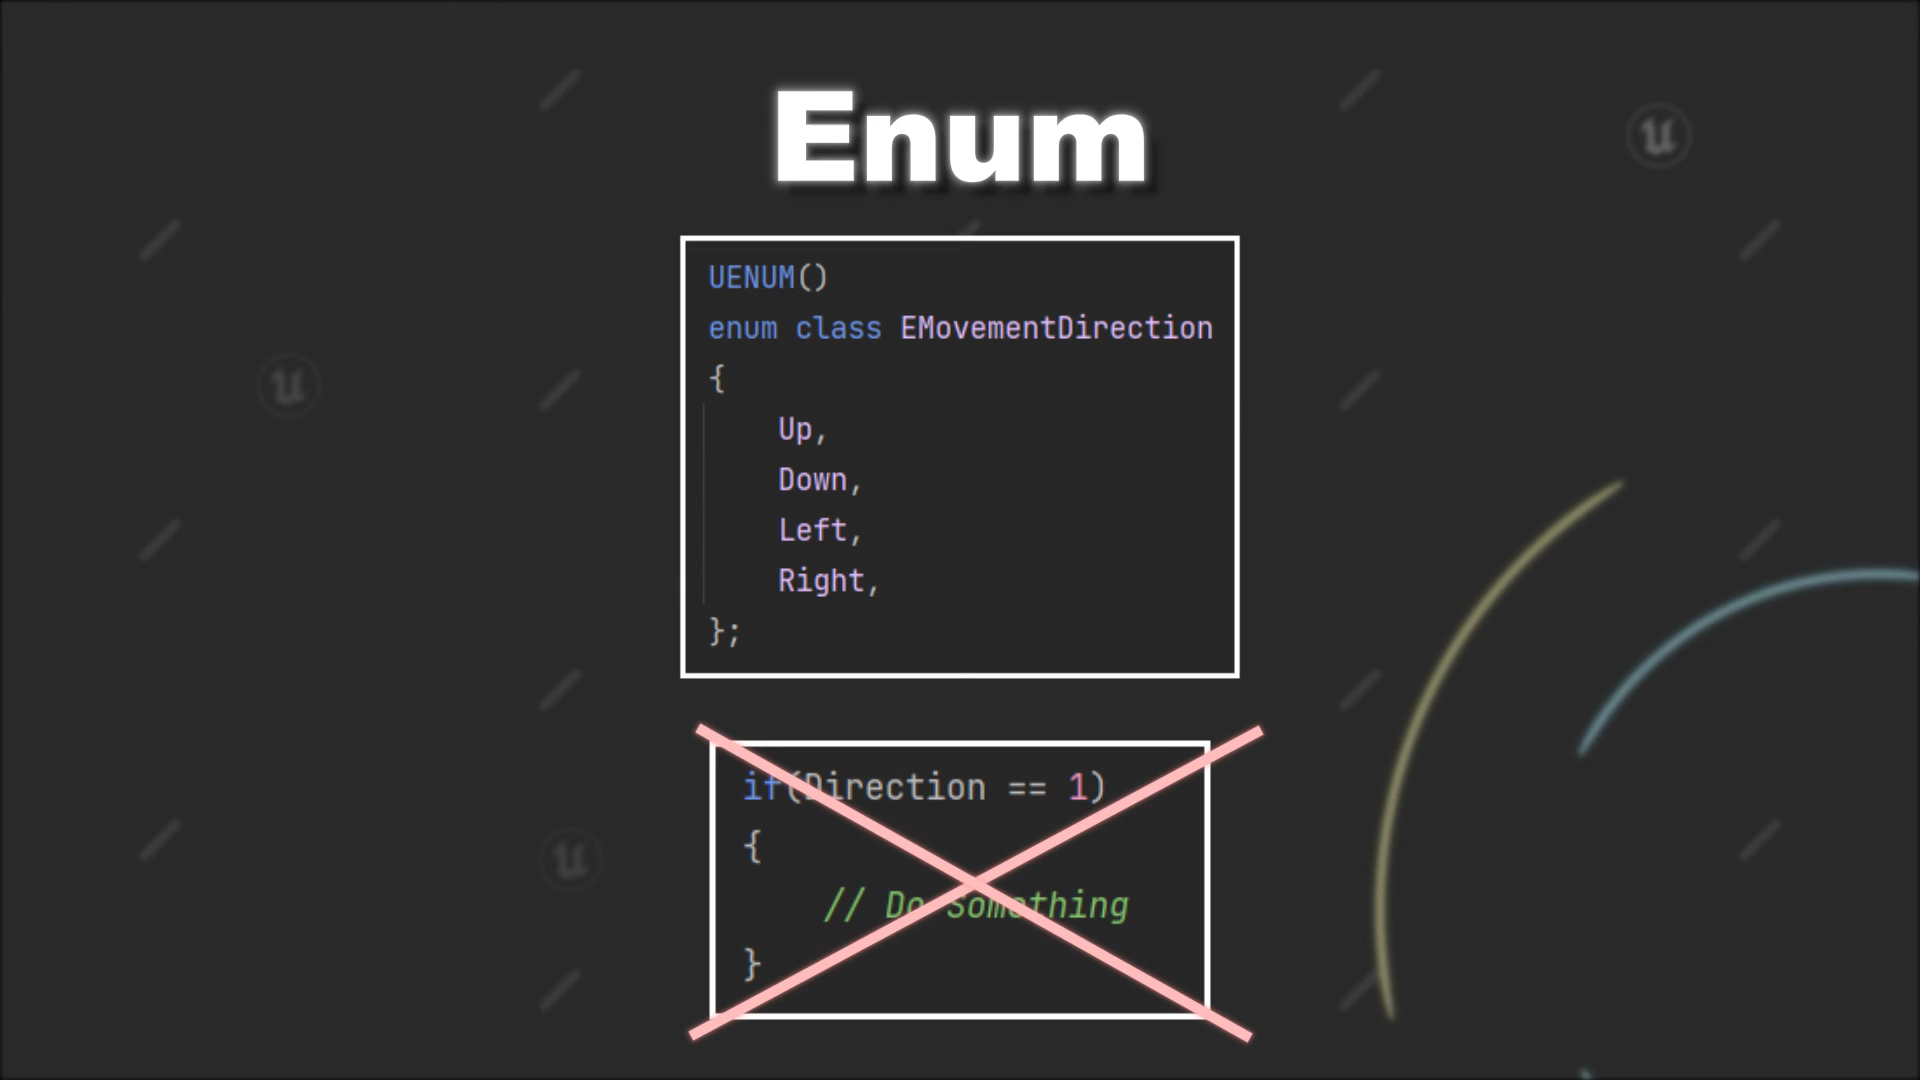 Enum
UENUM()
enum class EMovementDirection
{
    Up,
    Down,
    Left,
    Right,
};
if(Direction == 1)
{
    // Do Something
}